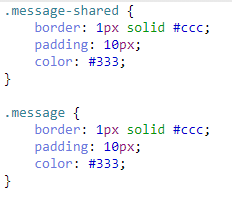 .message-shared {
    border: 1px solid #ccc;
    padding: 10px;
    color: #333;
}

.message {
    border: 1px solid #ccc;
    padding: 10px;
    color: #333;
}